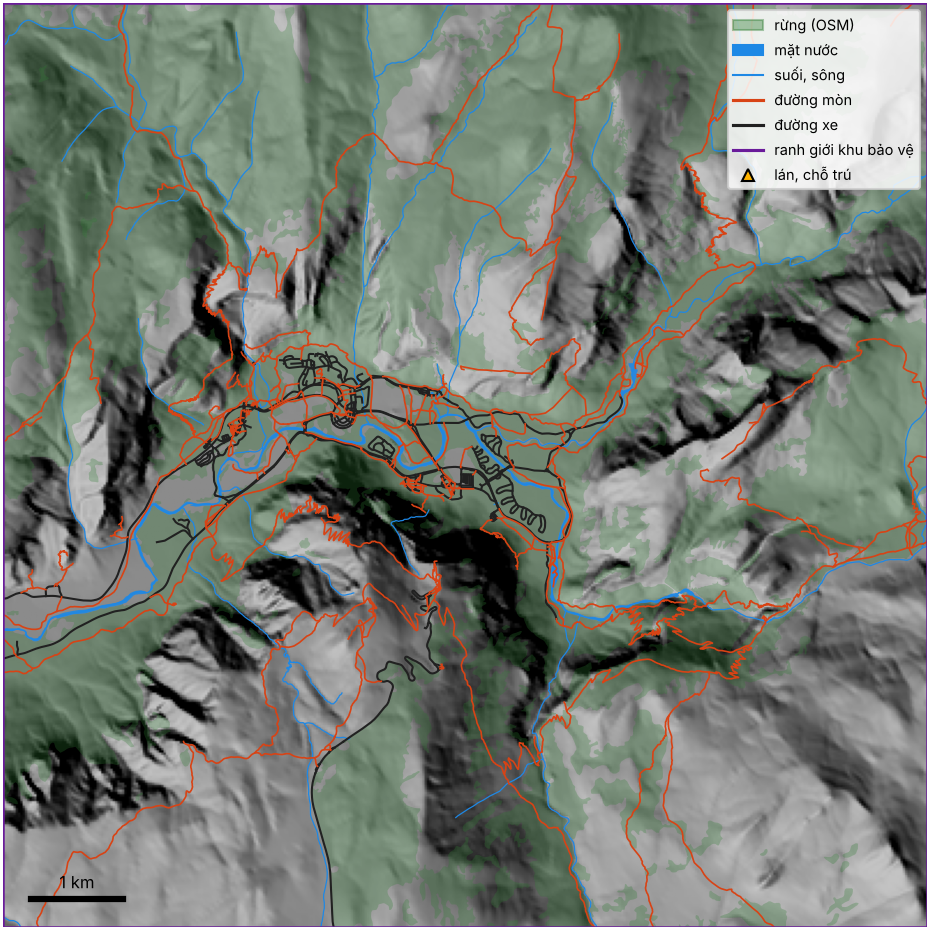 rừng (OSM)
mặt nước
suối, sông
đường mòn
đường xe
ranh giới khu bảo vệ
lán, chỗ trú
1 km